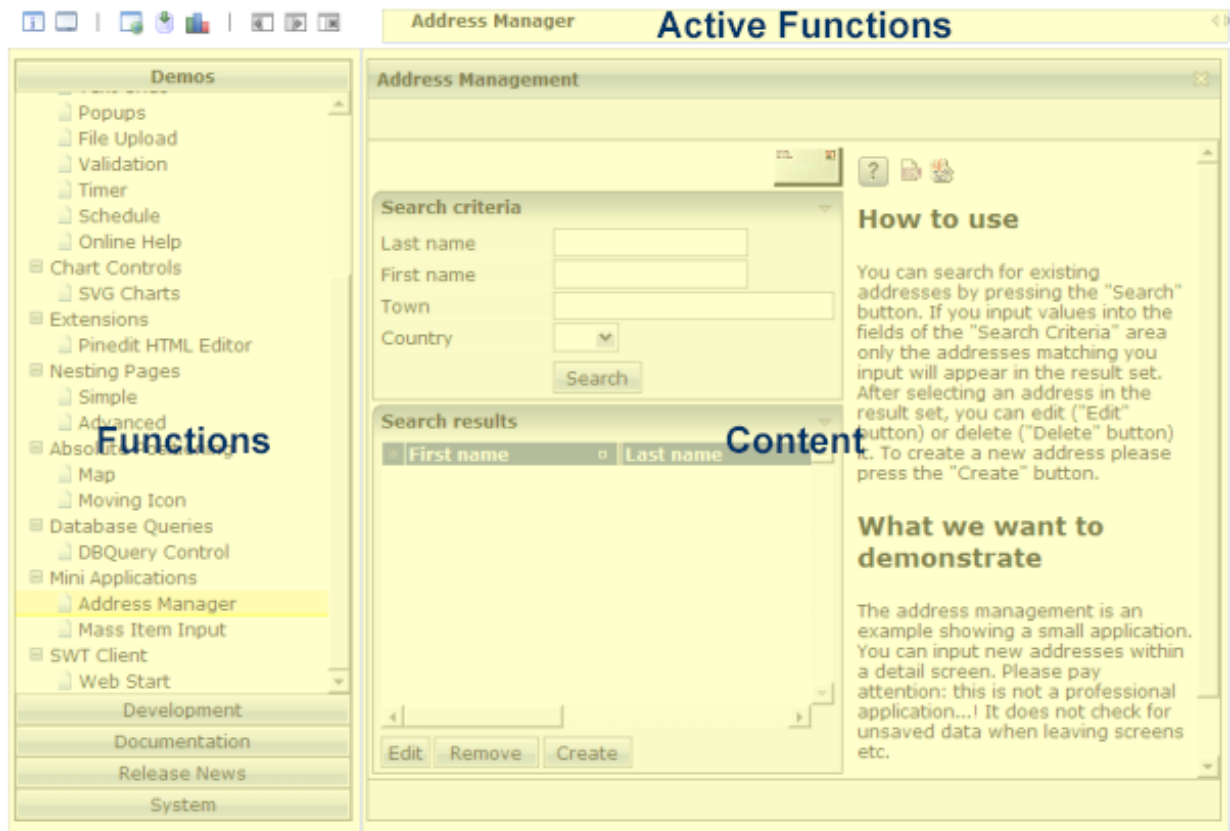 Address Manager
Active Functions
Demos
Popups
File Upload
Validation
Timer
Schedule
Online Help
Chart Controls
SVG Charts
Extensions
Pinedit HTML Editor
Nesting Pages
Simple
Advanced
Functions
Absolute Positioning
Map
Moving Icon
Database Queries
DBQuery Control
Mini Applications
Address Manager
Mass Item Input
SWT Client
Web Start
Development
Documentation
Release News
System
Address Management
Search criteria
Last name
First name
Town
Country
Search
Search results
First name
Last name
Content
Edit
Remove
Create
?
How to use
You can search for existing
addresses by pressing the "Search"
button. If you input values into the
fields of the "Search Criteria" area
only the addresses matching you
input will appear in the result set.
After selecting an address in the
result set, you can edit ("Edit"
button) or delete ("Delete" button)
it. To create a new address please
press the "Create" button.
What we want to
demonstrate
The address management is an
example showing a small application.
You can input new addresses within
a detail screen. Please pay
attention: this is not a professional
application...! It does not check for
unsaved data when leaving screens
etc.